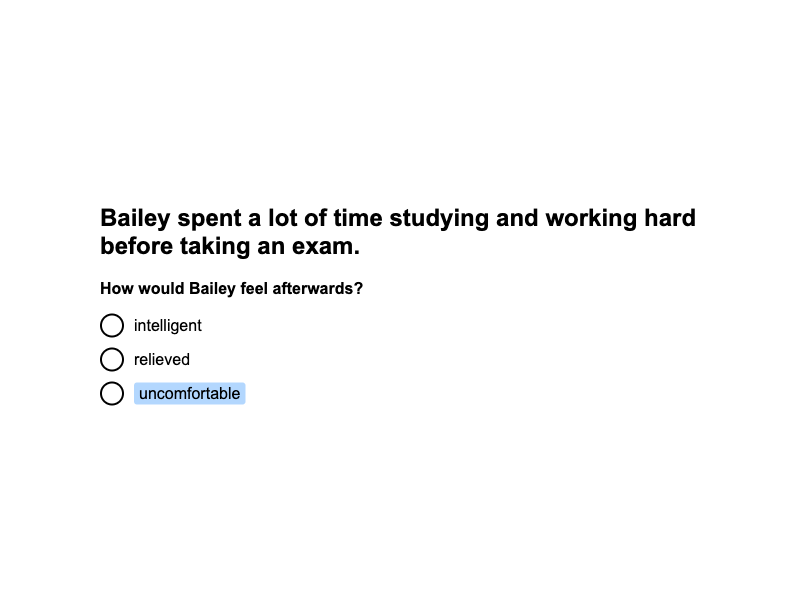 Bailey spent a lot of time studying and working hard
before taking an exam.
How would Bailey feel afterwards?
intelligent
relieved
uncomfortable